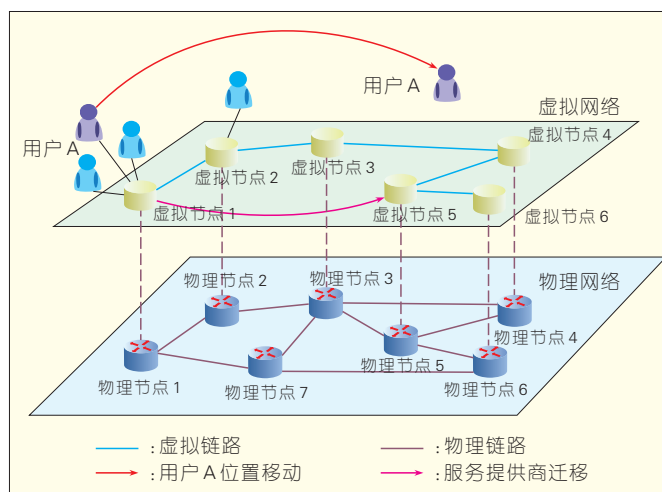 用户A
虚拟网络
用户A
虚拟节点4
虚拟节点2
虚拟节点3
虚拟节点1
虚拟节点5
虚拟节点6
物理节点2
物理节点3
物理网络
物理节点4
物理节点1
物理节点7
物理节点5
物理节点6
:虚拟链路
:物理链路
:用户A位置移动
:服务提供商迁移